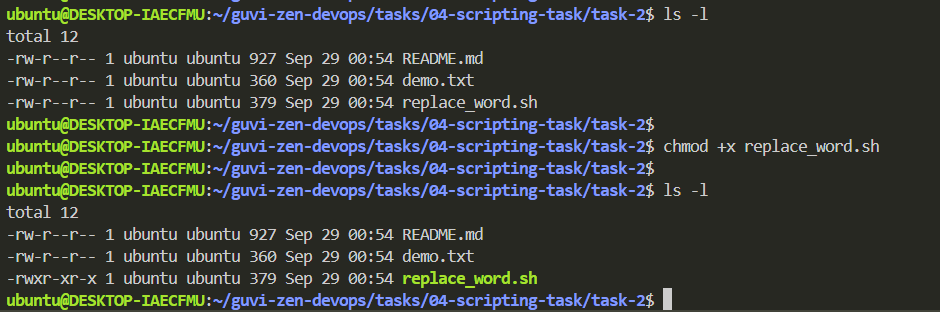 ubuntu@DESKTOP-IAECFMU:~/guvi-zen-devops/tasks/04-scripting-task/task-2$ ls -l
total 12
-rw-r--r-- 1 ubuntu ubuntu 927 Sep 29 00:54 README.md
-rw-r--r-- 1 ubuntu ubuntu 360 Sep 29 00:54 demo.txt
-rw-r--r-- 1 ubuntu ubuntu 379 Sep 29 00:54 replace_word.sh
ubuntu@DESKTOP-IAECFMU:~/guvi-zen-devops/tasks/04-scripting-task/task-2$
ubuntu@DESKTOP-IAECFMU:~/guvi-zen-devops/tasks/04-scripting-task/task-2$ chmod +x replace_word.sh
ubuntu@DESKTOP-IAECFMU:~/guvi-zen-devops/tasks/04-scripting-task/task-2$
ubuntu@DESKTOP-IAECFMU:~/guvi-zen-devops/tasks/04-scripting-task/task-2$ ls -l
total 12
-rw-r--r-- 1 ubuntu ubuntu 927 Sep 29 00:54 README.md
-rw-r--r-- 1 ubuntu ubuntu 360 Sep 29 00:54 demo.txt
-rwxr-xr-x 1 ubuntu ubuntu 379 Sep 29 00:54 replace_word.sh
ubuntu@DESKTOP-IAECFMU:~/guvi-zen-devops/tasks/04-scripting-task/task-2$